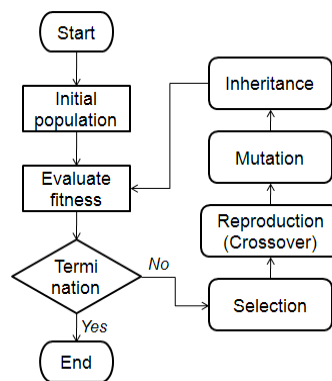 Start
Initial
population
Evaluate
fitness
Termi
nation
No
Yes
End
Inheritance
Mutation
Reproduction
(Crossover)
Selection